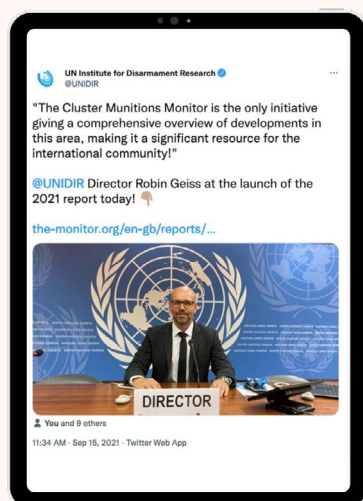 UN Institute for Disarmament Research
@UNIDIR
"The Cluster Munitions Monitor is the only initiative
giving a comprehensive overview of developments in
this area, making it a significant resource for the
international community!"
@UNIDIR Director Robin Geiss at the launch of the
2021 report today! 👇🏽
the-monitor.org/en-gb/reports/...
DIRECTOR
You and 9 others
11:34 AM · Sep 15, 2021 · Twitter Web App